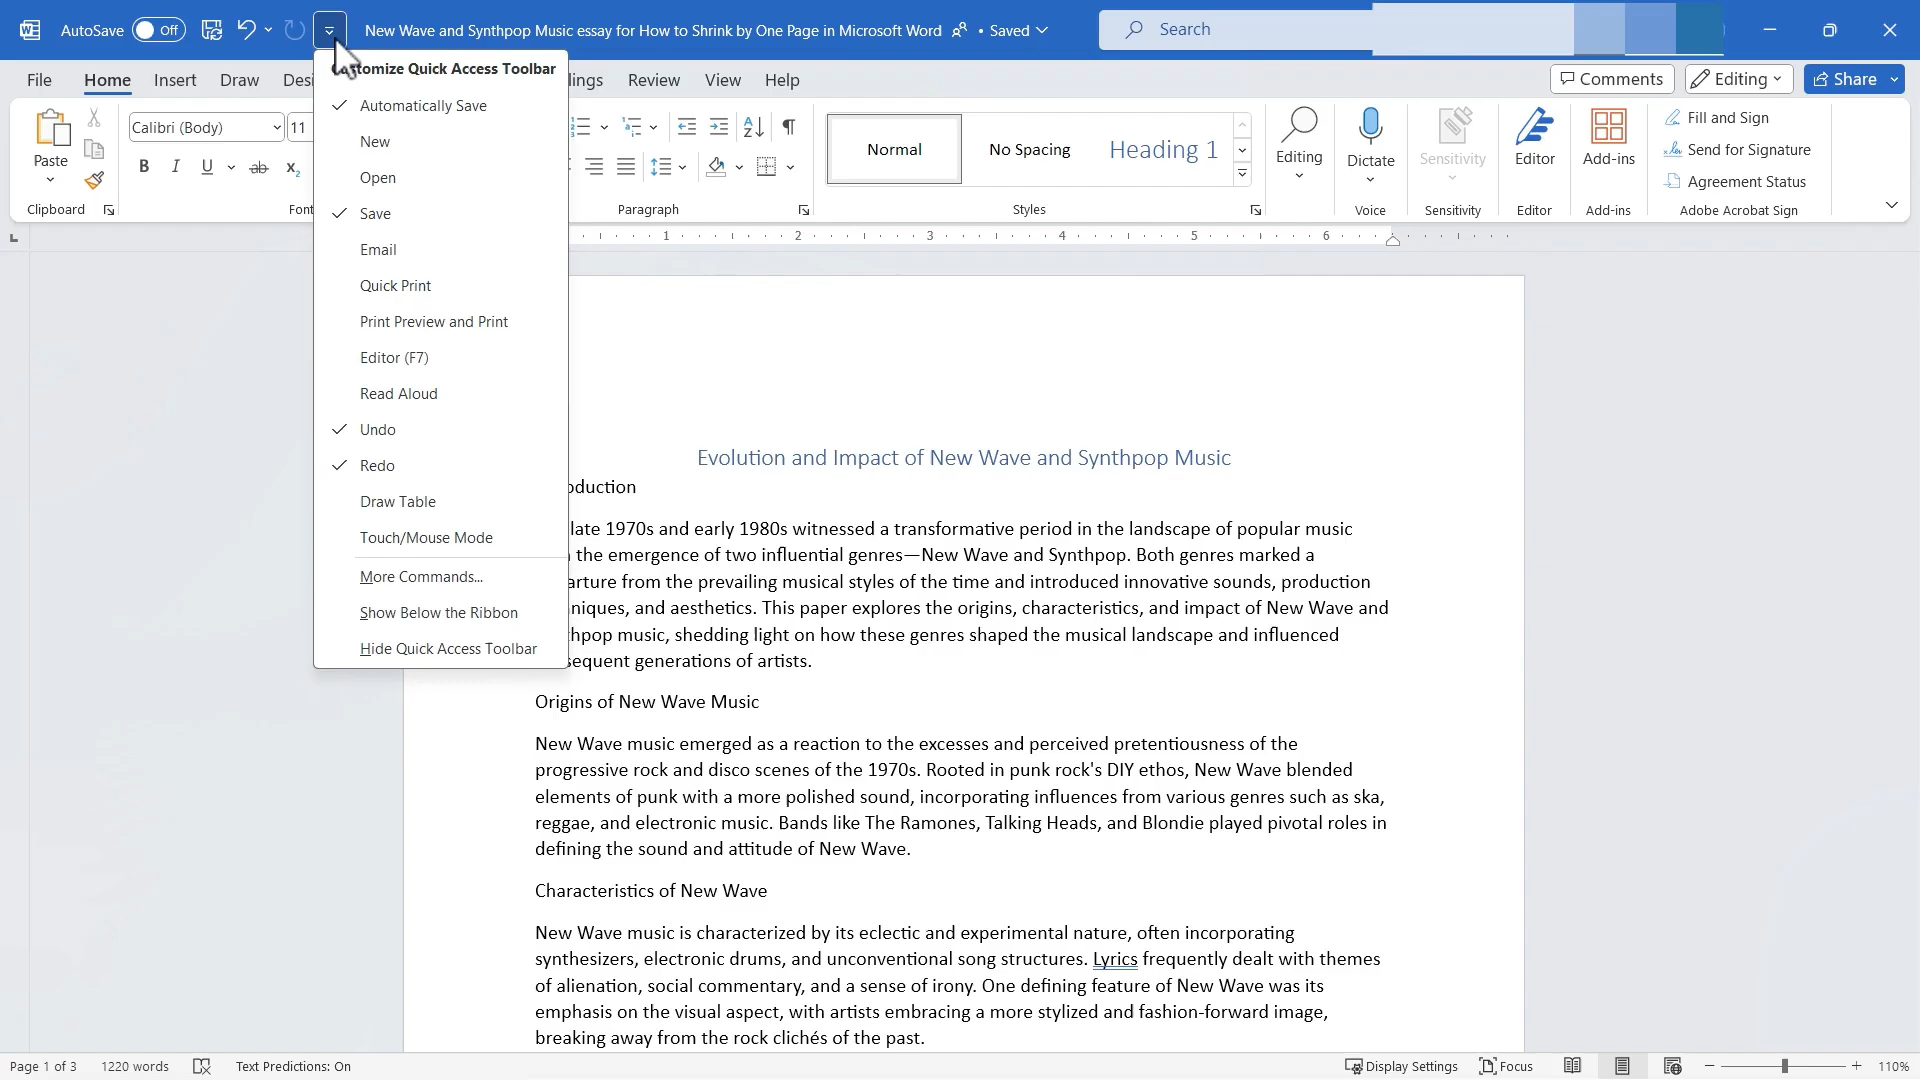 AutoSave Off New Wave and Synthpop Music essay for How to Shrink by One Page in Microsoft Word • Saved Search
File Home Insert Draw Desi lings Review View Help Comments Editing Share
Customize Quick Access Toolbar
Automatically Save
New
Open
Save
Email
Quick Print
Print Preview and Print
Editor (F7)
Read Aloud
Undo
Redo
Draw Table
Touch/Mouse Mode
More Commands...
Show Below the Ribbon
Hide Quick Access Toolbar
Paste
Clipboard
Calibri (Body) 11
B I U ab x₂
Font
Paragraph
Normal No Spacing Heading 1
Styles
Editing
Dictate
Voice
Sensitivity
Sensitivity
Editor
Editor
Add-ins
Add-ins
Fill and Sign
Send for Signature
Agreement Status
Adobe Acrobat Sign
1 2 3 4 5 6
Evolution and Impact of New Wave and Synthpop Music
oduction
late 1970s and early 1980s witnessed a transformative period in the landscape of popular music
the emergence of two influential genres—New Wave and Synthpop. Both genres marked a
arture from the prevailing musical styles of the time and introduced innovative sounds, production
niques, and aesthetics. This paper explores the origins, characteristics, and impact of New Wave and
thpop music, shedding light on how these genres shaped the musical landscape and influenced
sequent generations of artists.
Origins of New Wave Music
New Wave music emerged as a reaction to the excesses and perceived pretentiousness of the
progressive rock and disco scenes of the 1970s. Rooted in punk rock's DIY ethos, New Wave blended
elements of punk with a more polished sound, incorporating influences from various genres such as ska,
reggae, and electronic music. Bands like The Ramones, Talking Heads, and Blondie played pivotal roles in
defining the sound and attitude of New Wave.
Characteristics of New Wave
New Wave music is characterized by its eclectic and experimental nature, often incorporating
synthesizers, electronic drums, and unconventional song structures. Lyrics frequently dealt with themes
of alienation, social commentary, and a sense of irony. One defining feature of New Wave was its
emphasis on the visual aspect, with artists embracing a more stylized and fashion-forward image,
breaking away from the rock clichés of the past.
Page 1 of 3 1220 words Text Predictions: On Display Settings Focus 110%